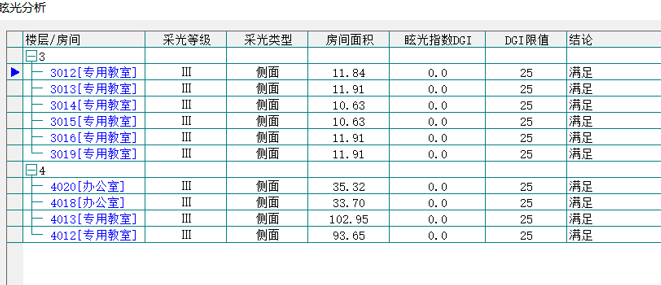 眩光分析
楼层/房间 采光等级 采光类型 房间面积 眩光指数DGI DGI限值 结论
3
3012[专用教室] III 侧面 11.84 0.0 25 满足
3013[专用教室] III 侧面 11.91 0.0 25 满足
3014[专用教室] III 侧面 10.63 0.0 25 满足
3015[专用教室] III 侧面 10.63 0.0 25 满足
3016[专用教室] III 侧面 11.91 0.0 25 满足
3019[专用教室] III 侧面 11.91 0.0 25 满足
4
4020[办公室] III 侧面 35.32 0.0 25 满足
4018[办公室] III 侧面 33.70 0.0 25 满足
4013[专用教室] III 侧面 102.95 0.0 25 满足
4012[专用教室] III 侧面 93.65 0.0 25 满足